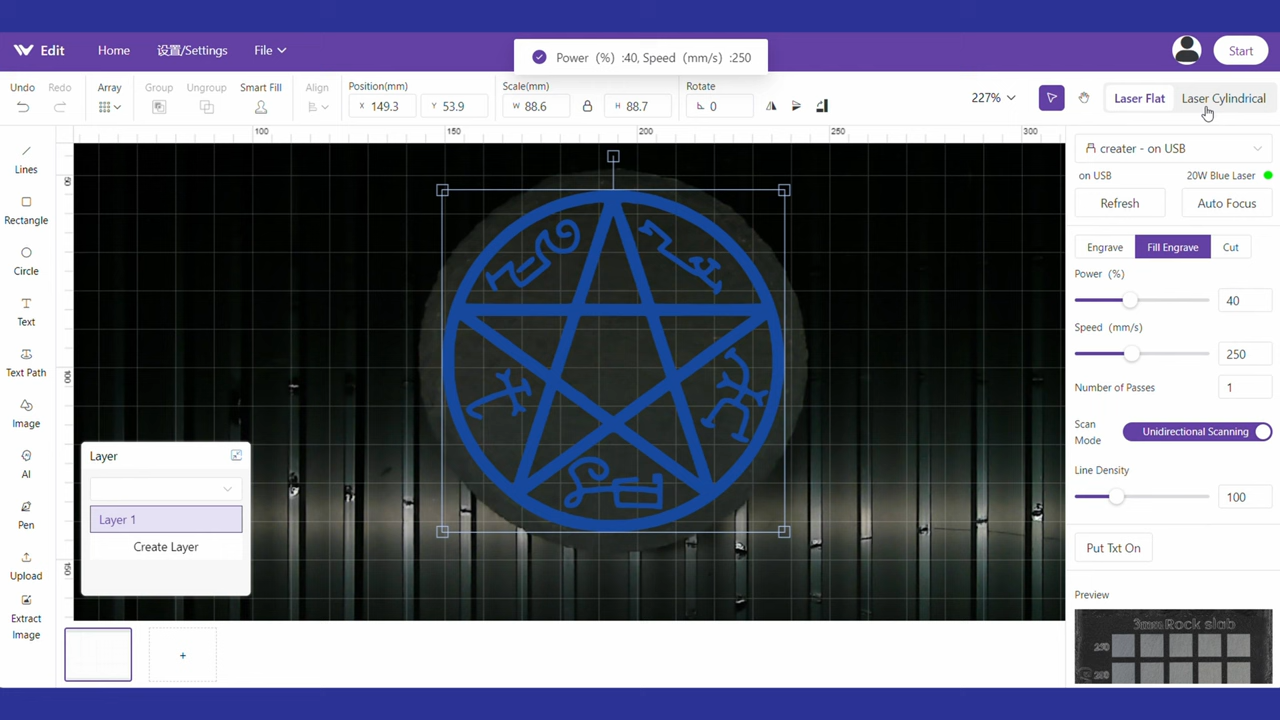 Edit
Home
设置/Settings
File
Power (%) :40, Speed (mm/s) :250
Start
Undo
Redo
Array
Group
Ungroup
Smart Fill
Align
Position(mm)
X 149.3
Y 53.9
Scale(mm)
W 88.6
H 88.7
Rotate
0
227%
Laser Flat
Laser Cylindrical
100
150
200
250
300
50
100
150
Lines
Rectangle
Circle
Text
Text Path
Image
AI
Pen
Upload
Extract
Image
Layer
Layer 1
Create Layer
+
creater - on USB
on USB
20W Blue Laser
Refresh
Auto Focus
Engrave
Fill Engrave
Cut
Power (%)
40
Speed (mm/s)
250
Number of Passes
1
Scan
Mode
Unidirectional Scanning
Line Density
100
Put Txt On
Preview
3mm Rock slab
250
200